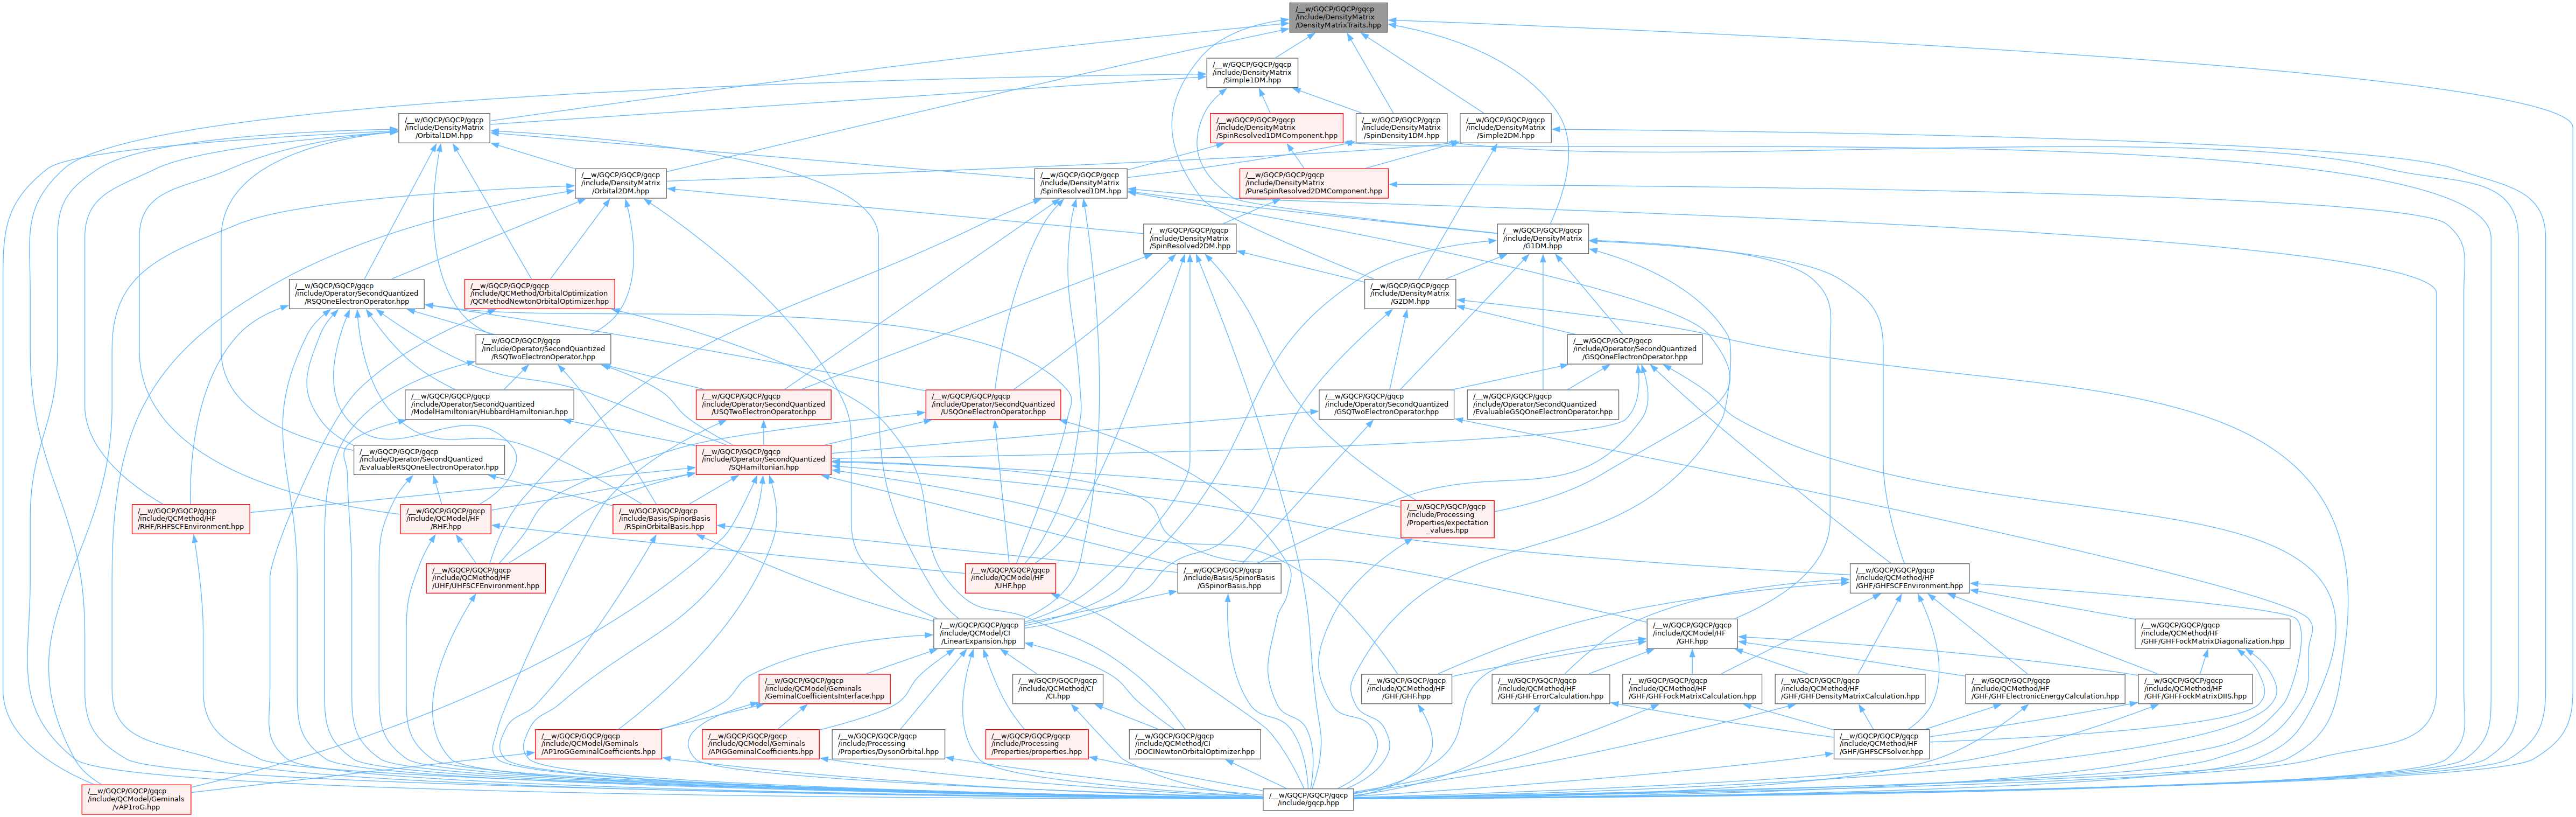 /__w/GQCP/GQCP/gqcp
/include/DensityMatrix
/DensityMatrixTraits.hpp
/__w/GQCP/GQCP/gqcp
/include/DensityMatrix
/Simple1DM.hpp
/__w/GQCP/GQCP/gqcp
/include/DensityMatrix
/Orbital1DM.hpp
/__w/GQCP/GQCP/gqcp
/include/DensityMatrix
/SpinResolved1DMComponent.hpp
/__w/GQCP/GQCP/gqcp
/include/DensityMatrix
/SpinDensity1DM.hpp
/__w/GQCP/GQCP/gqcp
/include/DensityMatrix
/Simple2DM.hpp
/__w/GQCP/GQCP/gqcp
/include/DensityMatrix
/Orbital2DM.hpp
/__w/GQCP/GQCP/gqcp
/include/DensityMatrix
/SpinResolved1DM.hpp
/__w/GQCP/GQCP/gqcp
/include/DensityMatrix
/PureSpinResolved2DMComponent.hpp
/__w/GQCP/GQCP/gqcp
/include/DensityMatrix
/SpinResolved2DM.hpp
/__w/GQCP/GQCP/gqcp
/include/DensityMatrix
/G1DM.hpp
/__w/GQCP/GQCP/gqcp
/include/Operator/SecondQuantized
/RSQOneElectronOperator.hpp
/__w/GQCP/GQCP/gqcp
/include/QCMethod/OrbitalOptimization
/QCMethodNewtonOrbitalOptimizer.hpp
/__w/GQCP/GQCP/gqcp
/include/DensityMatrix
/G2DM.hpp
/__w/GQCP/GQCP/gqcp
/include/Operator/SecondQuantized
/RSQTwoElectronOperator.hpp
/__w/GQCP/GQCP/gqcp
/include/Operator/SecondQuantized
/GSQOneElectronOperator.hpp
/__w/GQCP/GQCP/gqcp
/include/Operator/SecondQuantized
/ModelHamiltonian/HubbardHamiltonian.hpp
/__w/GQCP/GQCP/gqcp
/include/Operator/SecondQuantized
/USQTwoElectronOperator.hpp
/__w/GQCP/GQCP/gqcp
/include/Operator/SecondQuantized
/USQOneElectronOperator.hpp
/__w/GQCP/GQCP/gqcp
/include/Operator/SecondQuantized
/GSQTwoElectronOperator.hpp
/__w/GQCP/GQCP/gqcp
/include/Operator/SecondQuantized
/EvaluableGSQOneElectronOperator.hpp
/__w/GQCP/GQCP/gqcp
/include/Operator/SecondQuantized
/EvaluableRSQOneElectronOperator.hpp
/__w/GQCP/GQCP/gqcp
/include/Operator/SecondQuantized
/SQHamiltonian.hpp
/__w/GQCP/GQCP/gqcp
/include/QCMethod/HF
/RHF/RHFSCFEnvironment.hpp
/__w/GQCP/GQCP/gqcp
/include/QCModel/HF
/RHF.hpp
/__w/GQCP/GQCP/gqcp
/include/Basis/SpinorBasis
/RSpinOrbitalBasis.hpp
/__w/GQCP/GQCP/gqcp
/include/Processing
/Properties/expectation
_values.hpp
/__w/GQCP/GQCP/gqcp
/include/QCMethod/HF
/UHF/UHFSCFEnvironment.hpp
/__w/GQCP/GQCP/gqcp
/include/QCModel/HF
/UHF.hpp
/__w/GQCP/GQCP/gqcp
/include/Basis/SpinorBasis
/GSpinorBasis.hpp
/__w/GQCP/GQCP/gqcp
/include/QCMethod/HF
/GHF/GHFSCFEnvironment.hpp
/__w/GQCP/GQCP/gqcp
/include/QCModel/CI
/LinearExpansion.hpp
/__w/GQCP/GQCP/gqcp
/include/QCModel/HF
/GHF.hpp
/__w/GQCP/GQCP/gqcp
/include/QCMethod/HF
/GHF/GHFFockMatrixDiagonalization.hpp
/__w/GQCP/GQCP/gqcp
/include/QCModel/Geminals
/GeminalCoefficientsInterface.hpp
/__w/GQCP/GQCP/gqcp
/include/QCMethod/CI
/CI.hpp
/__w/GQCP/GQCP/gqcp
/include/QCMethod/HF
/GHF/GHF.hpp
/__w/GQCP/GQCP/gqcp
/include/QCMethod/HF
/GHF/GHFErrorCalculation.hpp
/__w/GQCP/GQCP/gqcp
/include/QCMethod/HF
/GHF/GHFFockMatrixCalculation.hpp
/__w/GQCP/GQCP/gqcp
/include/QCMethod/HF
/GHF/GHFDensityMatrixCalculation.hpp
/__w/GQCP/GQCP/gqcp
/include/QCMethod/HF
/GHF/GHFElectronicEnergyCalculation.hpp
/__w/GQCP/GQCP/gqcp
/include/QCMethod/HF
/GHF/GHFFockMatrixDIIS.hpp
/__w/GQCP/GQCP/gqcp
/include/QCModel/Geminals
/AP1roGGeminalCoefficients.hpp
/__w/GQCP/GQCP/gqcp
/include/QCModel/Geminals
/APIGGeminalCoefficients.hpp
/__w/GQCP/GQCP/gqcp
/include/Processing
/Properties/DysonOrbital.hpp
/__w/GQCP/GQCP/gqcp
/include/Processing
/Properties/properties.hpp
/__w/GQCP/GQCP/gqcp
/include/QCMethod/CI
/DOCINewtonOrbitalOptimizer.hpp
/__w/GQCP/GQCP/gqcp
/include/QCMethod/HF
/GHF/GHFSCFSolver.hpp
/__w/GQCP/GQCP/gqcp
/include/QCModel/Geminals
/vAP1roG.hpp
/__w/GQCP/GQCP/gqcp
/include/gqcp.hpp